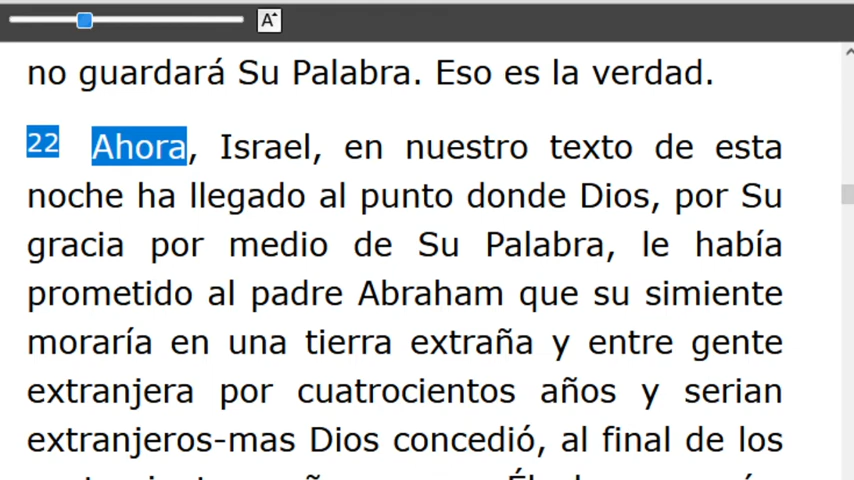 A
no guardará Su Palabra. Eso es la verdad.
22 Ahora, Israel, en nuestro texto de esta
noche ha llegado al punto donde Dios, por Su
gracia por medio de Su Palabra, le había
prometido al padre Abraham que su simiente
moraría en una tierra extraña y entre gente
extranjera por cuatrocientos años y serian
extranjeros-mas Dios concedió, al final de los